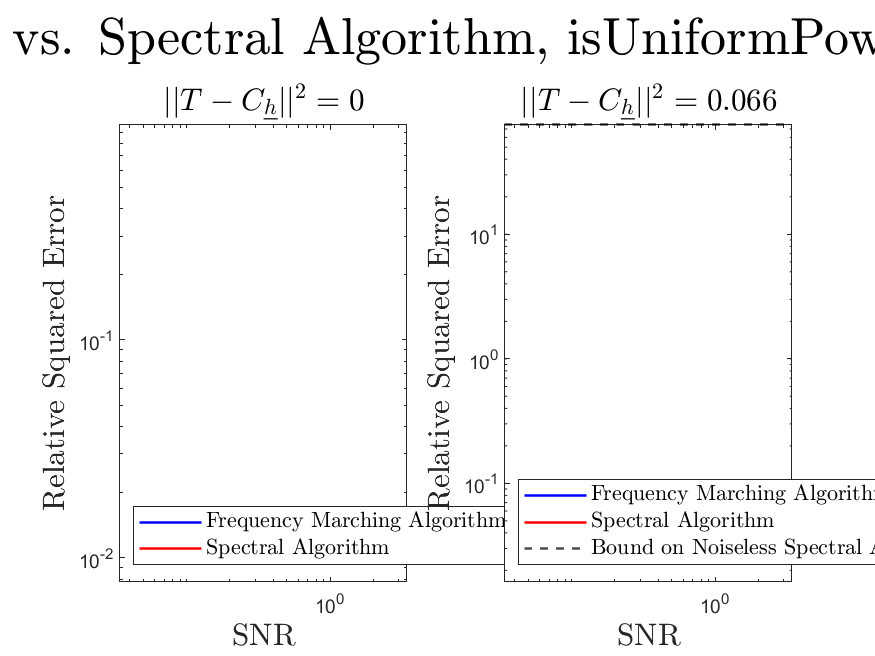 vs. Spectral Algorithm, isUniformPow
||T − C_h||^2 = 0
||T − C_h||^2 = 0.066
Relative Squared Error
10^-1
10^-2
Frequency Marching Algorithm
Spectral Algorithm
10^0
SNR
Relative Squared Error
10^1
10^0
10^-1
Frequency Marching Algorith
Spectral Algorithm
Bound on Noiseless Spectral A
10^0
SNR